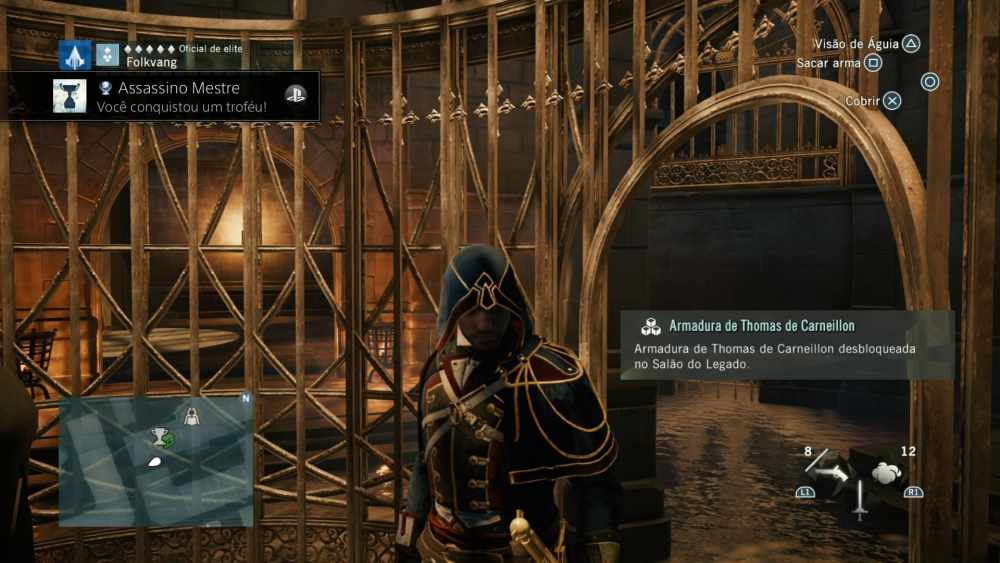 Oficial de elite
Folkvang
Assassino Mestre
Você conquistou um troféu!
Visão de Águia
Sacar arma
Cobrir
Armadura de Thomas de Carneillon
Armadura de Thomas de Carneillon desbloqueada
no Salão do Legado.
N
8
12
L1
R1